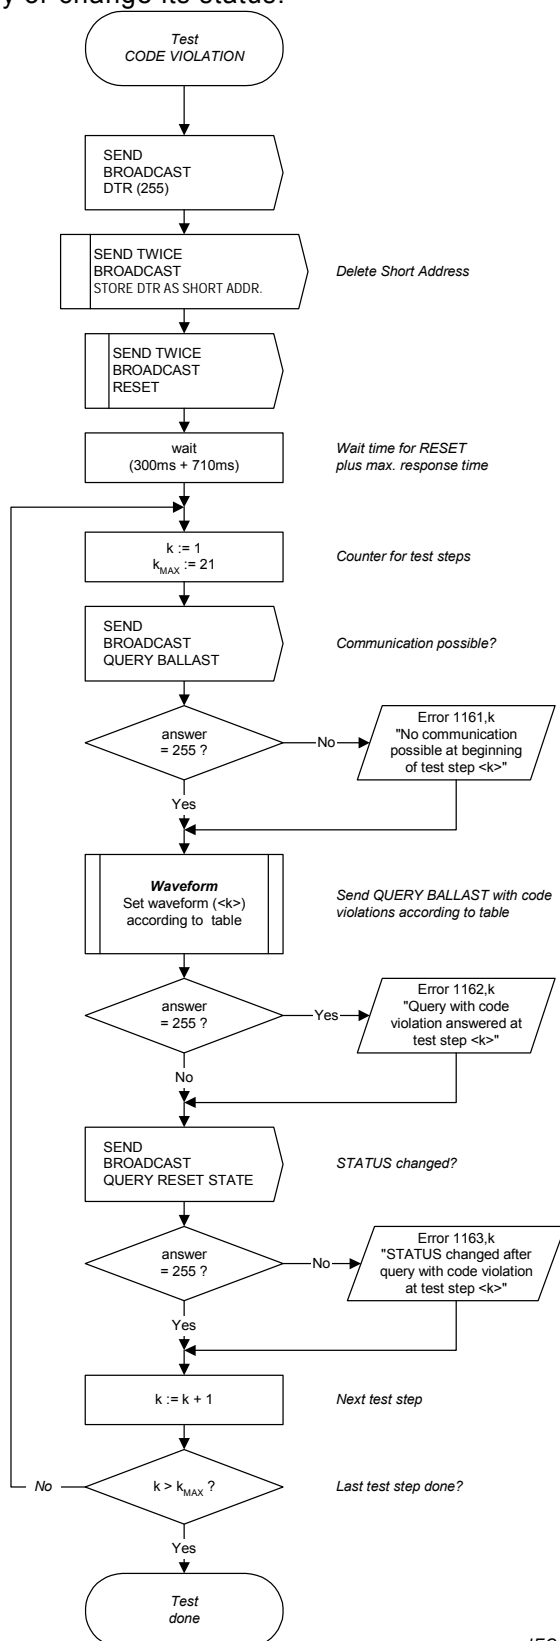 y or change its status.
Test
CODE VIOLATION
SEND
BROADCAST
DTR (255)
SEND TWICE
BROADCAST
STORE DTR AS SHORT ADDR.
Delete Short Address
SEND TWICE
BROADCAST
RESET
wait
(300ms + 710ms)
Wait time for RESET
plus max. response time
k := 1
kMAX := 21
Counter for test steps
SEND
BROADCAST
QUERY BALLAST
Communication possible?
answer
= 255 ?
No
Error 1161,k
"No communication
possible at beginning
of test step <k>"
Yes
Waveform
Set waveform (<k>)
according to table
Send QUERY BALLAST with code
violations according to table
answer
= 255 ?
Yes
Error 1162,k
"Query with code
violation answered at
test step <k>"
No
SEND
BROADCAST
QUERY RESET STATE
STATUS changed?
answer
= 255 ?
No
Error 1163,k
"STATUS changed after
query with code violation
at test step <k>"
Yes
k := k + 1
Next test step
No
k > kMAX ?
Last test step done?
Yes
Test
done